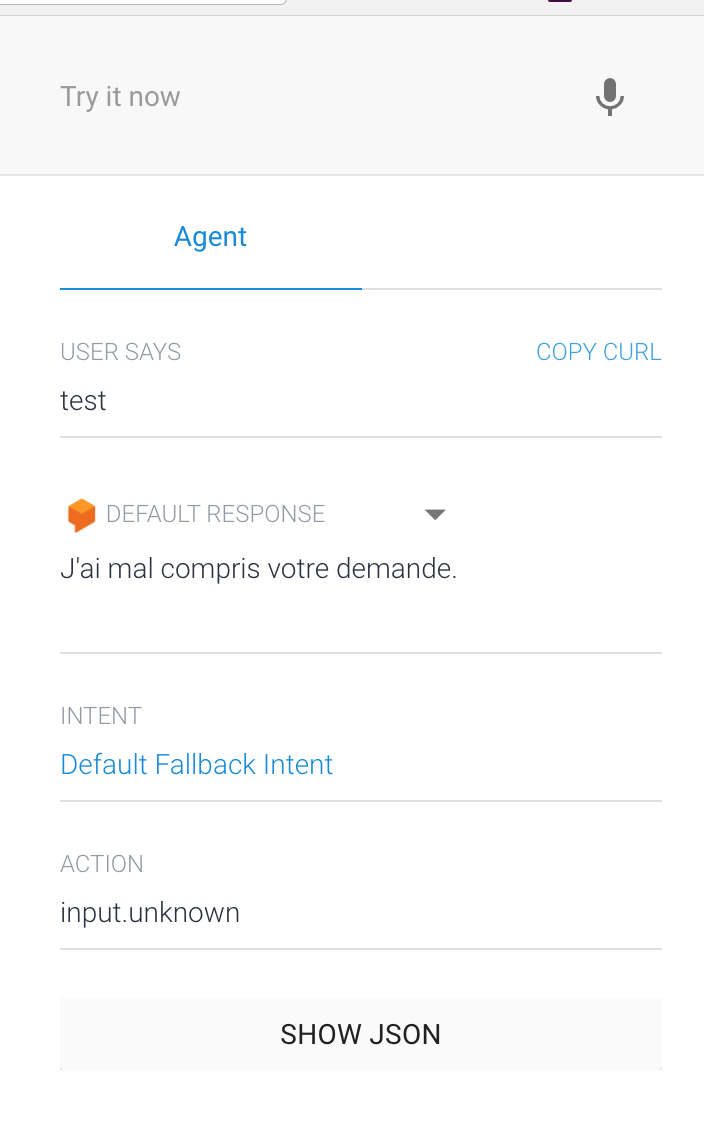 Try it now
Agent
USER SAYS
COPY CURL
test
DEFAULT RESPONSE
J'ai mal compris votre demande.
INTENT
Default Fallback Intent
ACTION
input.unknown
SHOW JSON